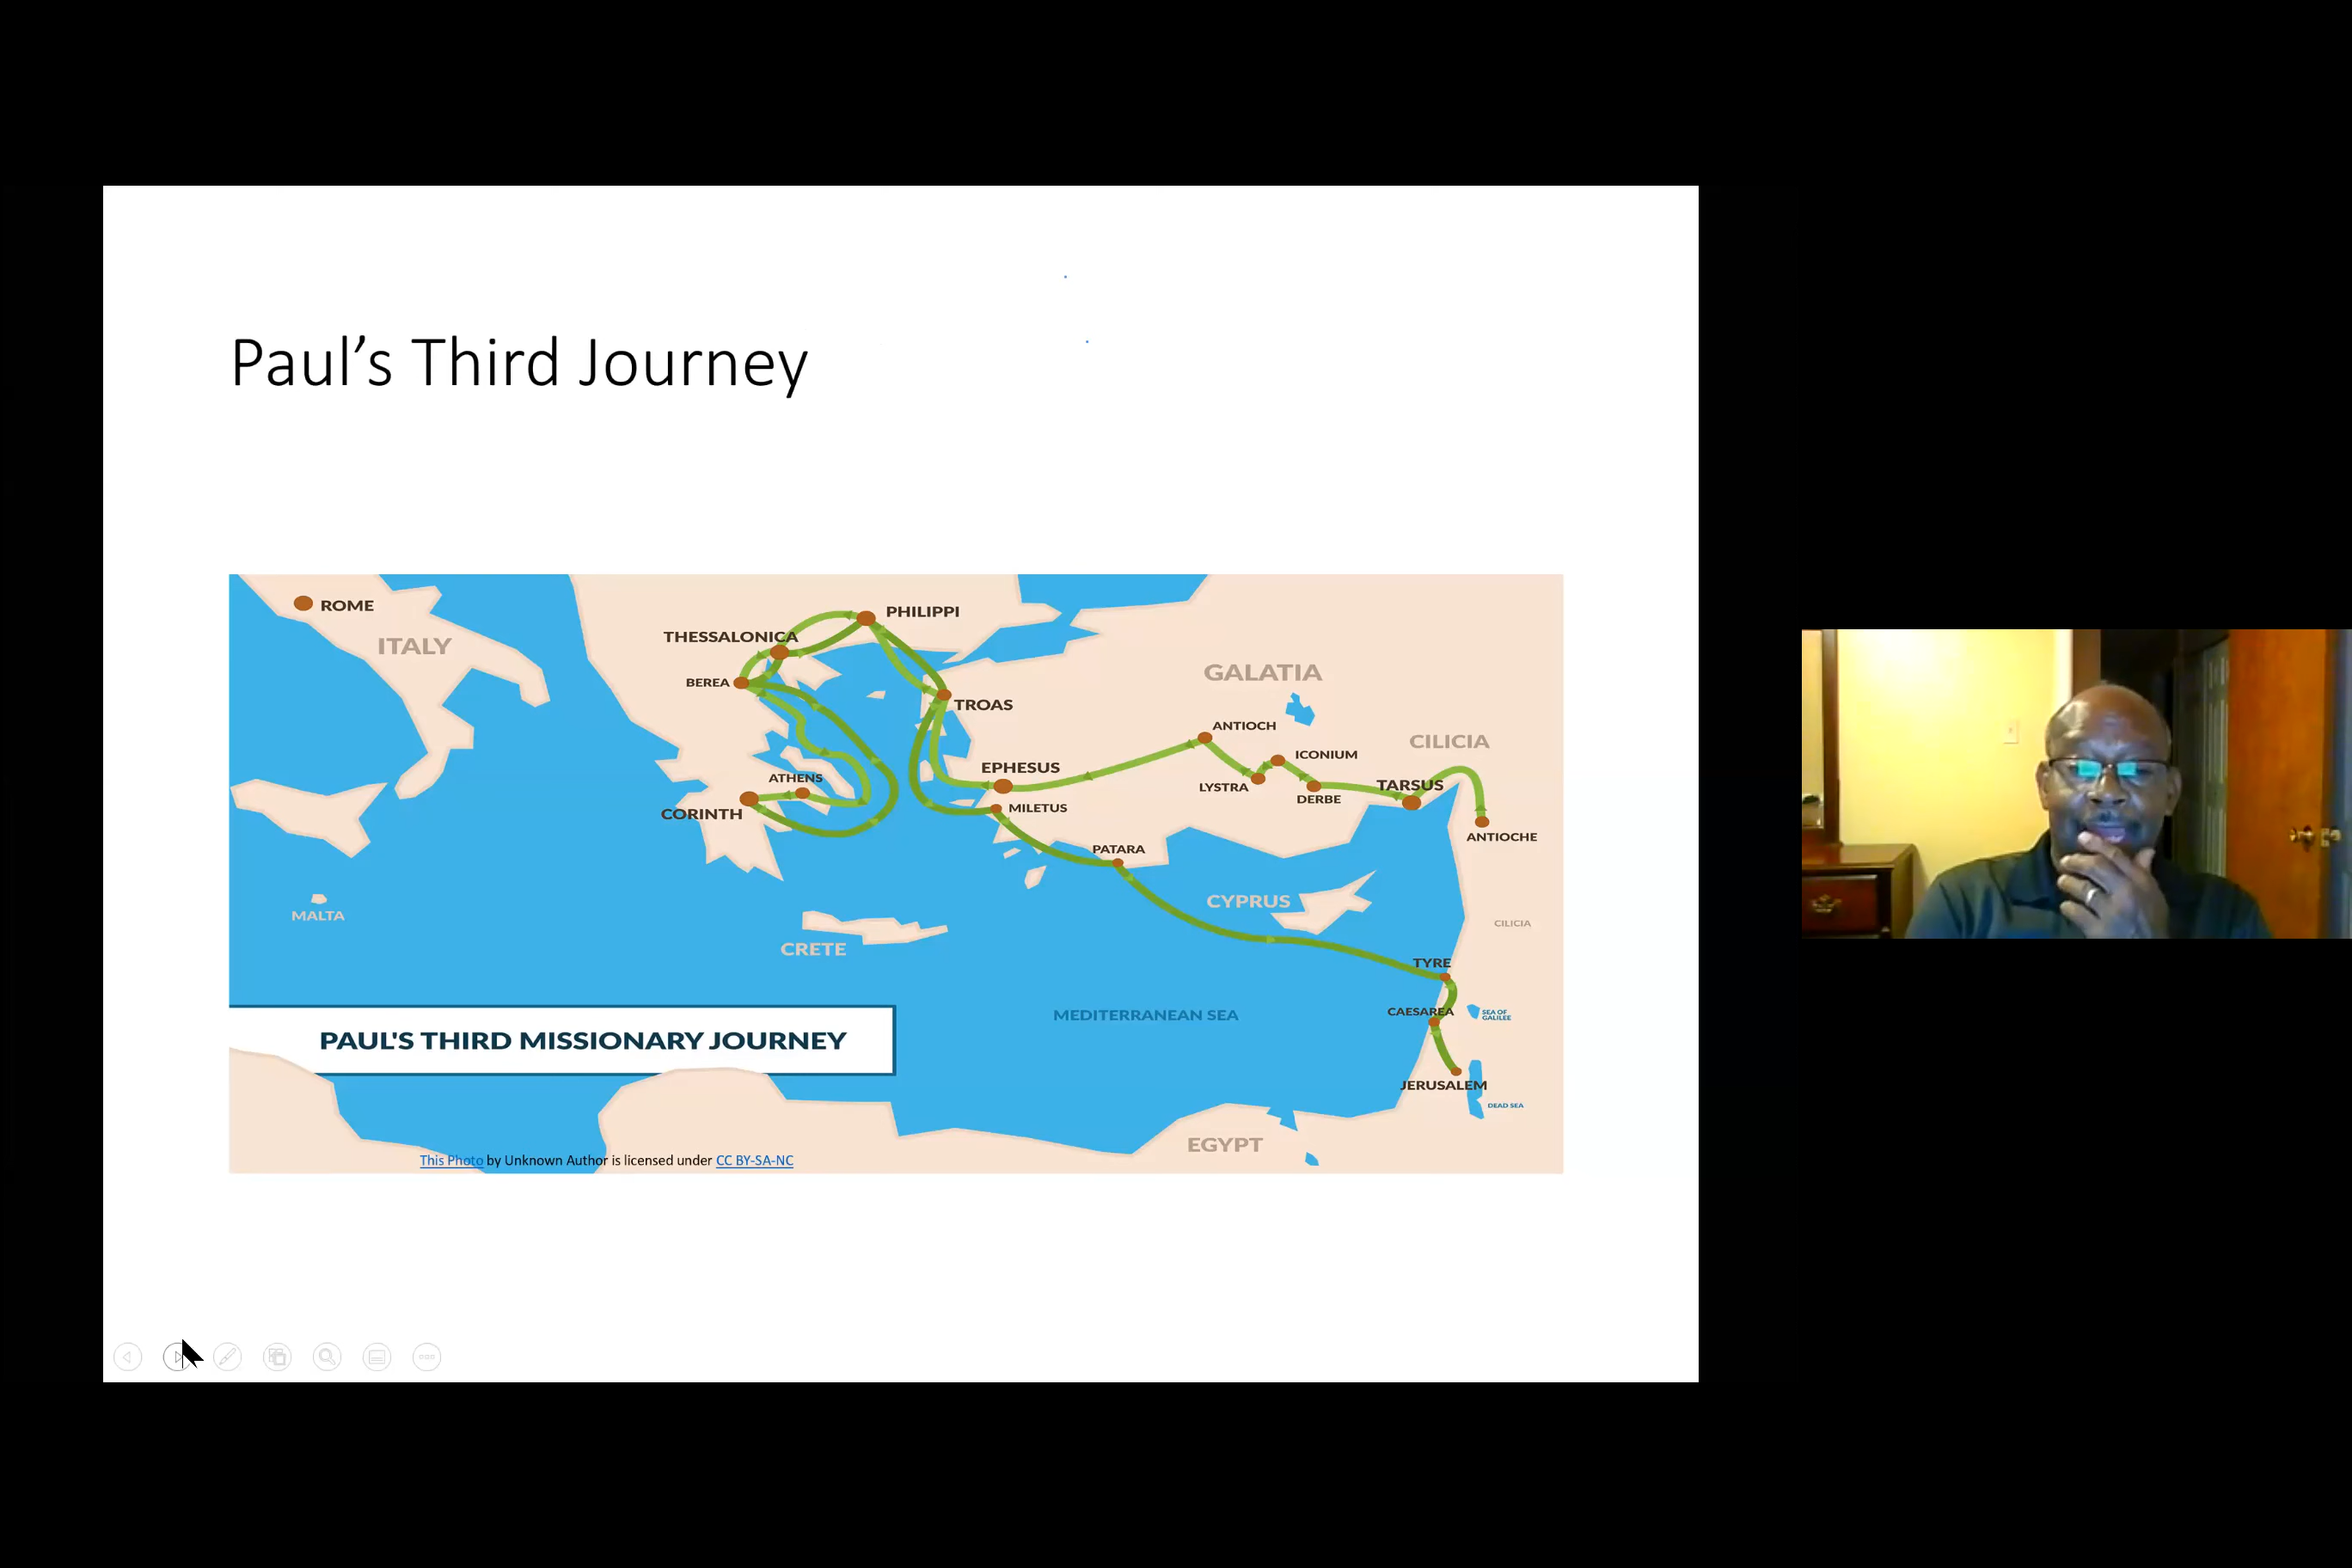 Paul’s Third Journey
ROME
ITALY
PHILIPPI
THESSALONICA
BEREA
TROAS
GALATIA
ANTIOCH
CILICIA
ICONIUM
EPHESUS
ATHENS
LYSTRA
TARSUS
DERBE
MILETUS
CORINTH
ANTIOCHE
PATARA
CYPRUS
MALTA
CILICIA
CRETE
TYRE
CAESAREA
SEA OF
GALILEE
MEDITERRANEAN SEA
PAUL'S THIRD MISSIONARY JOURNEY
JERUSALEM
DEAD SEA
EGYPT
This Photo by Unknown Author is licensed under CC BY-SA-NC